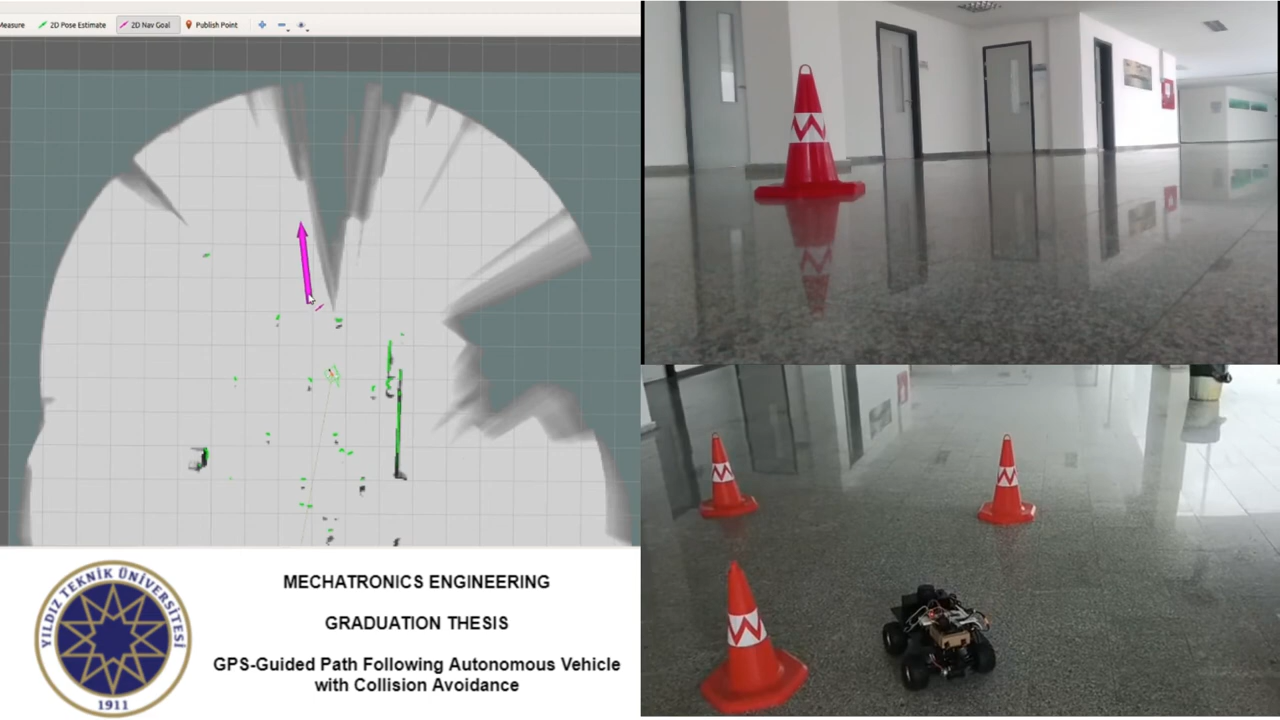 Measure
2D Pose Estimate
2D Nav Goal
Publish Point
MECHATRONICS ENGINEERING
GRADUATION THESIS
GPS-Guided Path Following Autonomous Vehicle
with Collision Avoidance
YILDIZ TEKNİK ÜNİVERSİTESİ
1911